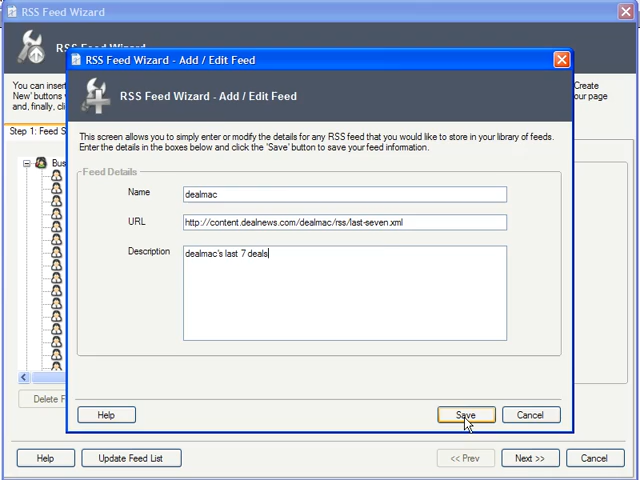 RSS Feed Wizard
RSS Feed Wizard
You can insert
Create
New' buttons
our page
and, finally, cli
Step 1: Feed S
Bus
RSS Feed Wizard - Add / Edit Feed
RSS Feed Wizard - Add / Edit Feed
This screen allows you to simply enter or modify the details for any RSS feed that you would like to store in your library of feeds.
Enter the details in the boxes below and click the 'Save' button to save your feed information.
Feed Details
Name
dealmac
URL
http://content.dealnews.com/dealmac/rss/last-seven.xml
Description
dealmac's last 7 deals
Help
Save
Cancel
Delete F
Help
Update Feed List
<< Prev
Next >>
Cancel